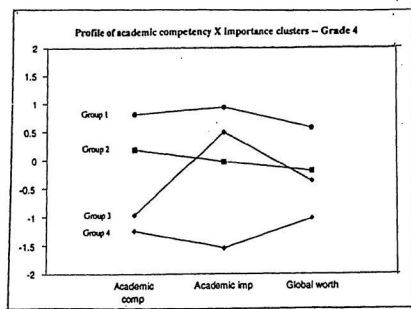 Profile of academic competency X Importance clusters – Grade 4
2
1.5
1
0.5
0
-0.5
-1
-1.5
-2
Group 1
Group 2
Group 3
Group 4
Academic comp
Academic imp
Global worth